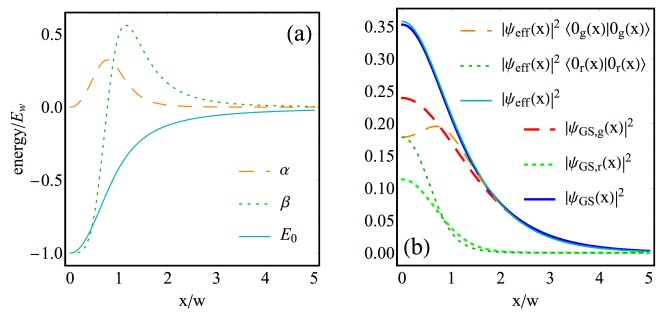 (a)
energy/E_w
0.5
0.0
−0.5
−1.0
α
β
E₀
0 1 2 3 4 5
x/w
0.35
0.30
0.25
0.20
0.15
0.10
0.05
0.00
|ψ_eff(x)|² ⟨0_g(x)|0_g(x)⟩
|ψ_eff(x)|² ⟨0_r(x)|0_r(x)⟩
|ψ_eff(x)|²
|ψ_GS,g(x)|²
|ψ_GS,r(x)|²
|ψ_GS(x)|²
(b)
0 1 2 3 4 5
x/w